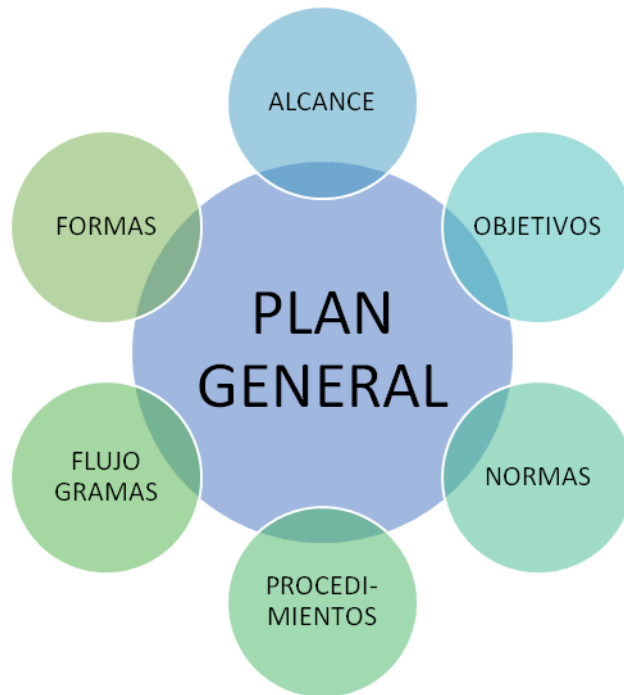 ALCANCE
FORMAS
OBJETIVOS
PLAN
GENERAL
FLUJO
GRAMAS
NORMAS
PROCEDI-
MIENTOS